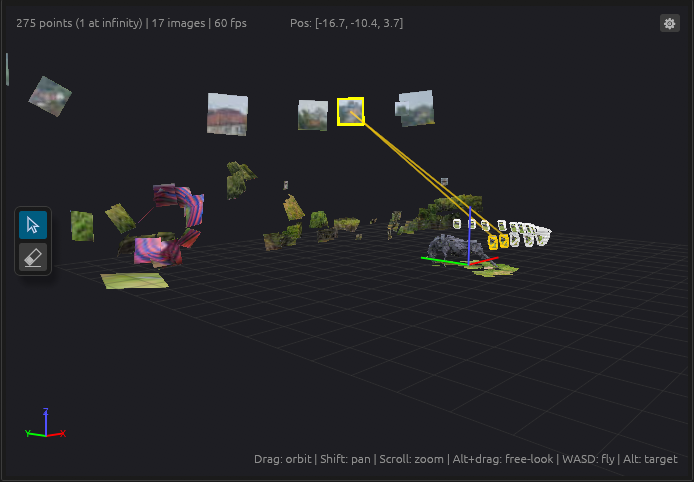 275 points (1 at infinity) | 17 images | 60 fps
Pos: [-16.7, -10.4, 3.7]
Z
Y
X
Drag: orbit | Shift: pan | Scroll: zoom | Alt+drag: free-look | WASD: fly | Alt: target